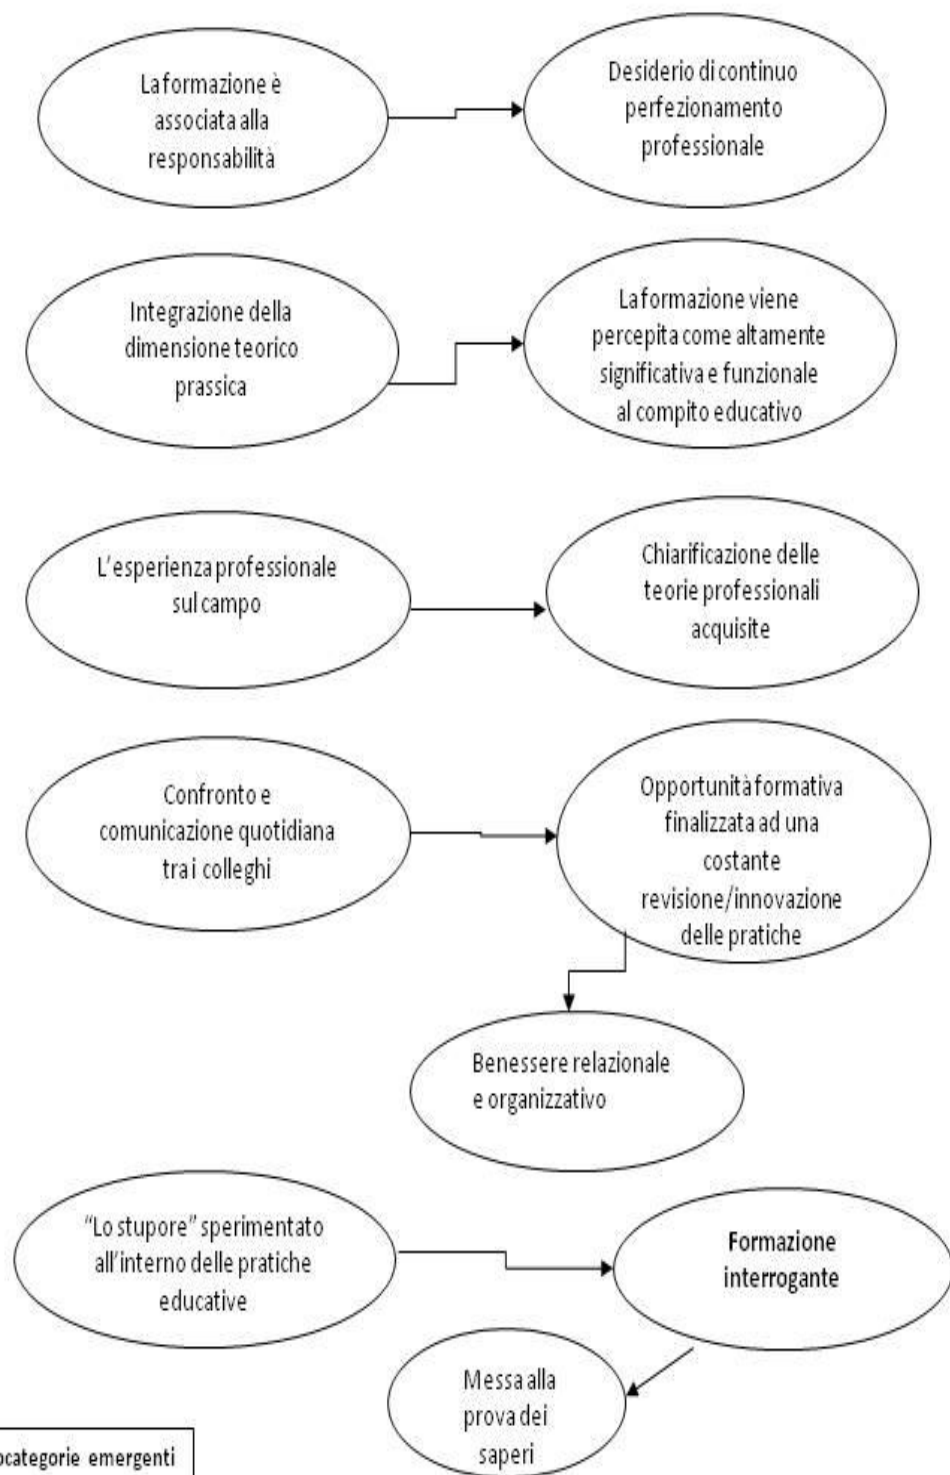 La formazione è
associata alla
responsabilità
Desiderio di continuo
perfezionamento
professionale
Integrazione della
dimensione teorico
prassica
La formazione viene
percepita come altamente
significativa e funzionale
al compito educativo
L'esperienza professionale
sul campo
Chiarificazione delle
teorie professionali
acquisite
Confronto e
comunicazione quotidiana
tra i colleghi
Opportunità formativa
finalizzata ad una
costante
revisione/innovazione
delle pratiche
Benessere relazionale
e organizzativo
"Lo stupore" sperimentato
all'interno delle pratiche
educative
Formazione
interrogante
Messa alla
prova dei
saperi
emergenti